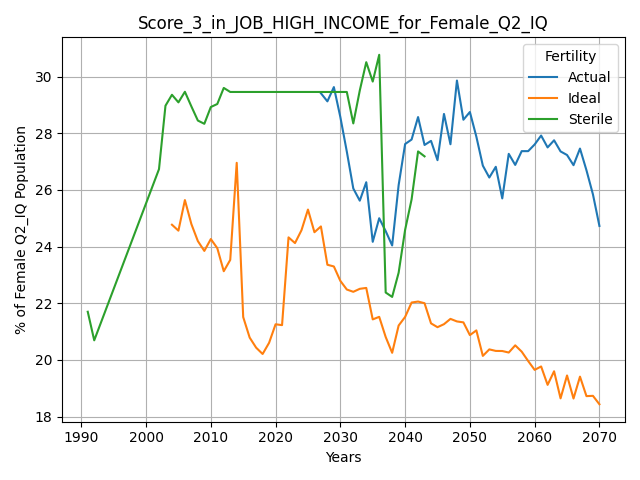 Score_3_in_JOB_HIGH_INCOME_for_Female_Q2_IQ
Fertility
Actual
Ideal
Sterile
% of Female Q2_IQ Population
30
28
26
24
22
20
18
1990 2000 2010 2020 2030 2040 2050 2060 2070
Years